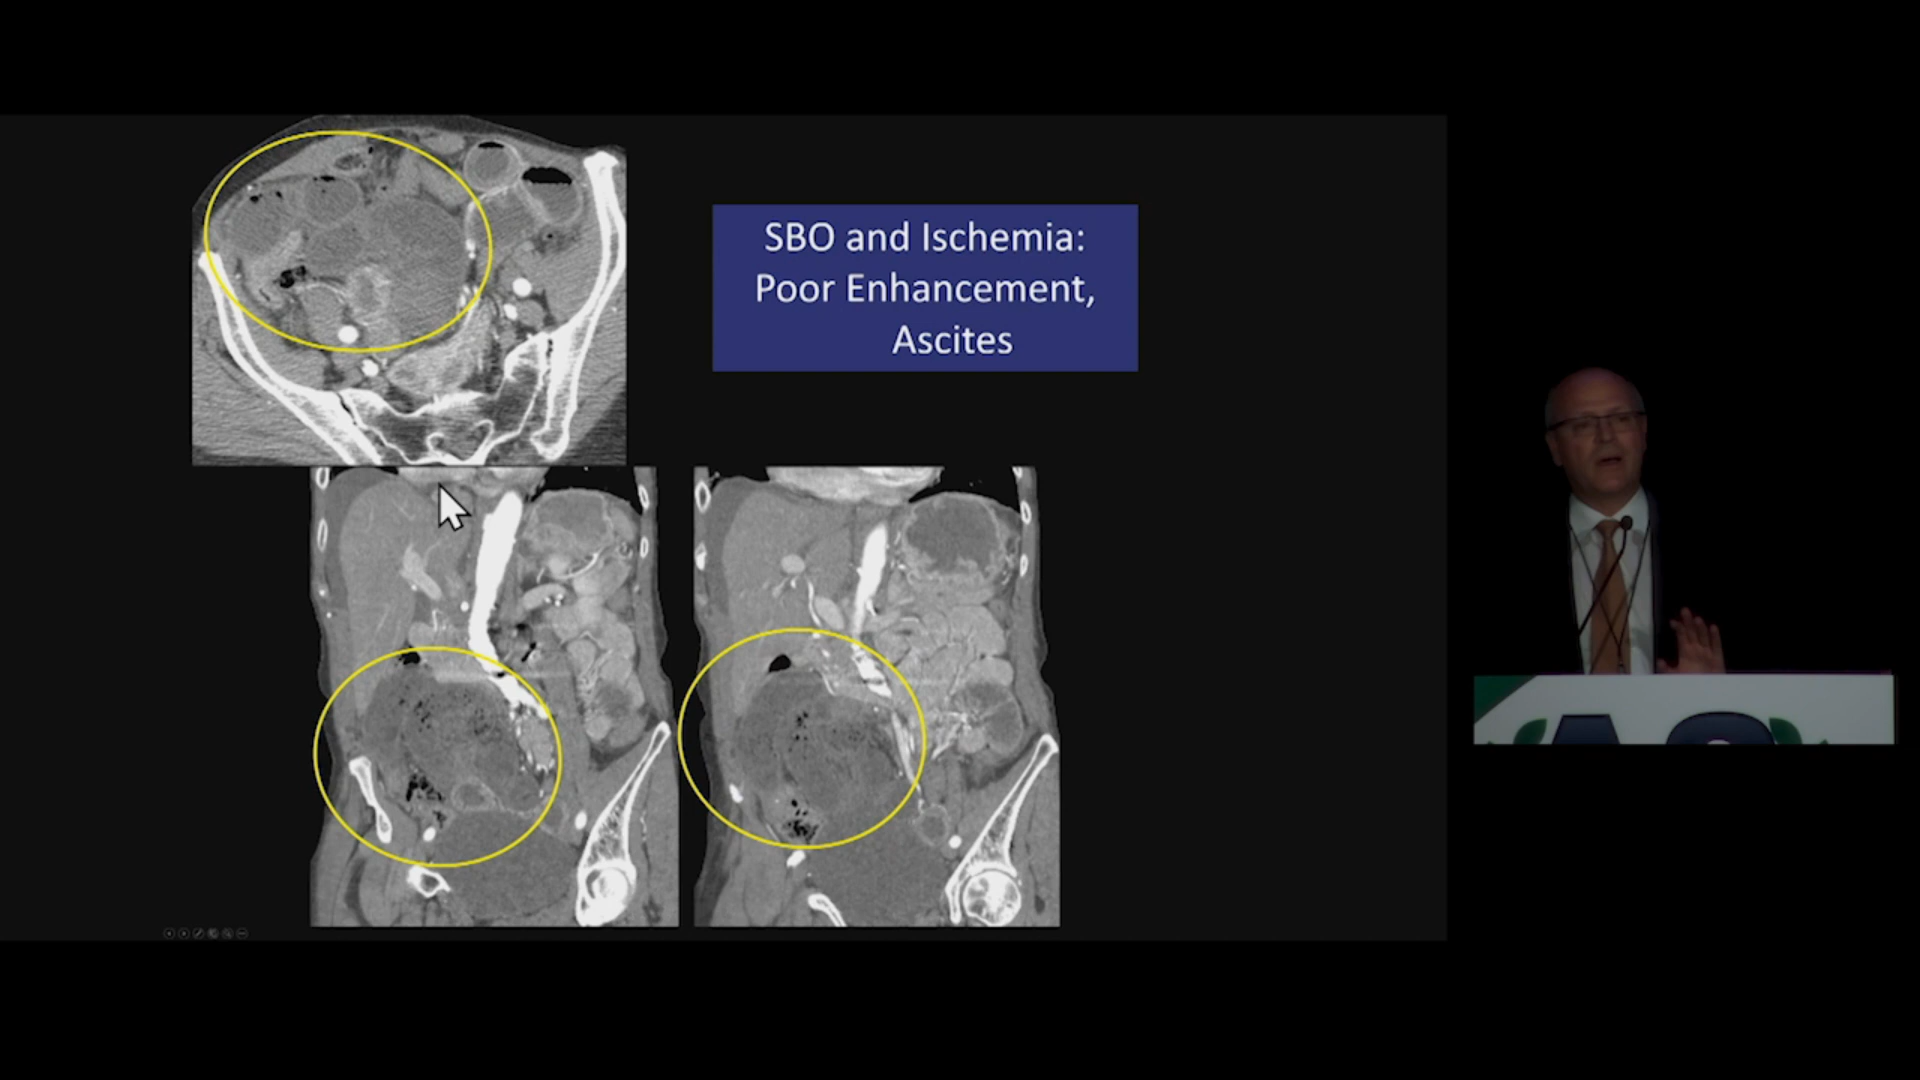 SBO and Ischemia:
Poor Enhancement,
Ascites